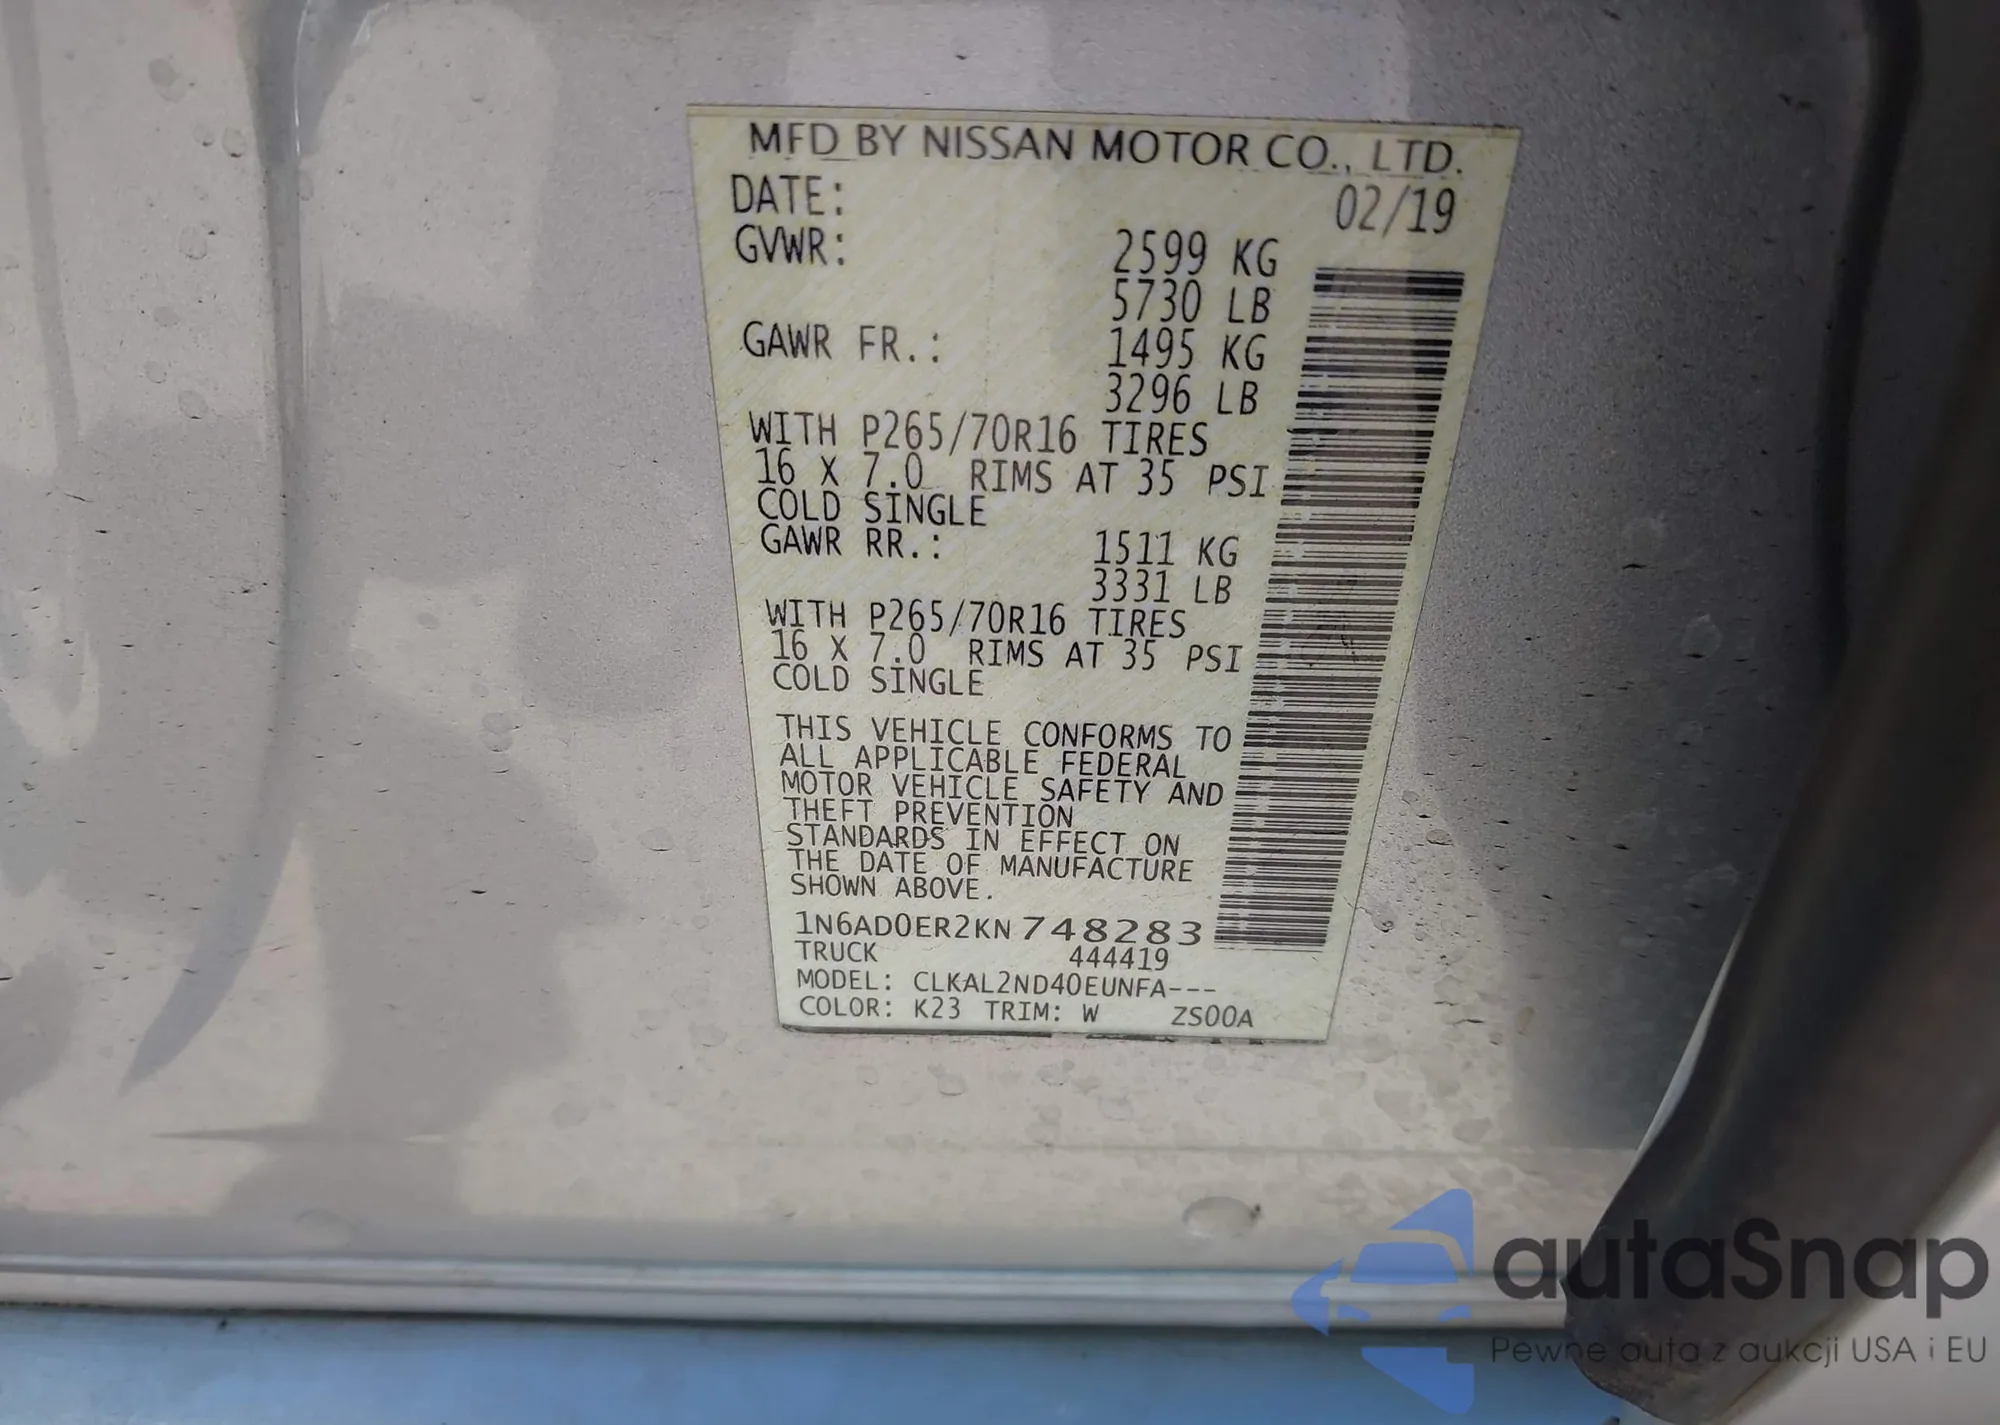 MFD BY NISSAN MOTOR CO., LTD.
DATE: 02/19
GVWR: 2599 KG
5730 LB
GAWR FR.: 1495 KG
3296 LB
WITH P265/70R16 TIRES
16 X 7.0 RIMS AT 35 PSI
COLD SINGLE
GAWR RR.: 1511 KG
3331 LB
WITH P265/70R16 TIRES
16 X 7.0 RIMS AT 35 PSI
COLD SINGLE
THIS VEHICLE CONFORMS TO
ALL APPLICABLE FEDERAL
MOTOR VEHICLE SAFETY AND
THEFT PREVENTION
STANDARDS IN EFFECT ON
THE DATE OF MANUFACTURE
SHOWN ABOVE.
1N6AD0ER2KN748283
TRUCK 444419
MODEL: CLKAL2ND40EUNFA---
COLOR: K23 TRIM: W ZS00A
autaSnap
Pewne auta z aukcji USA i EU